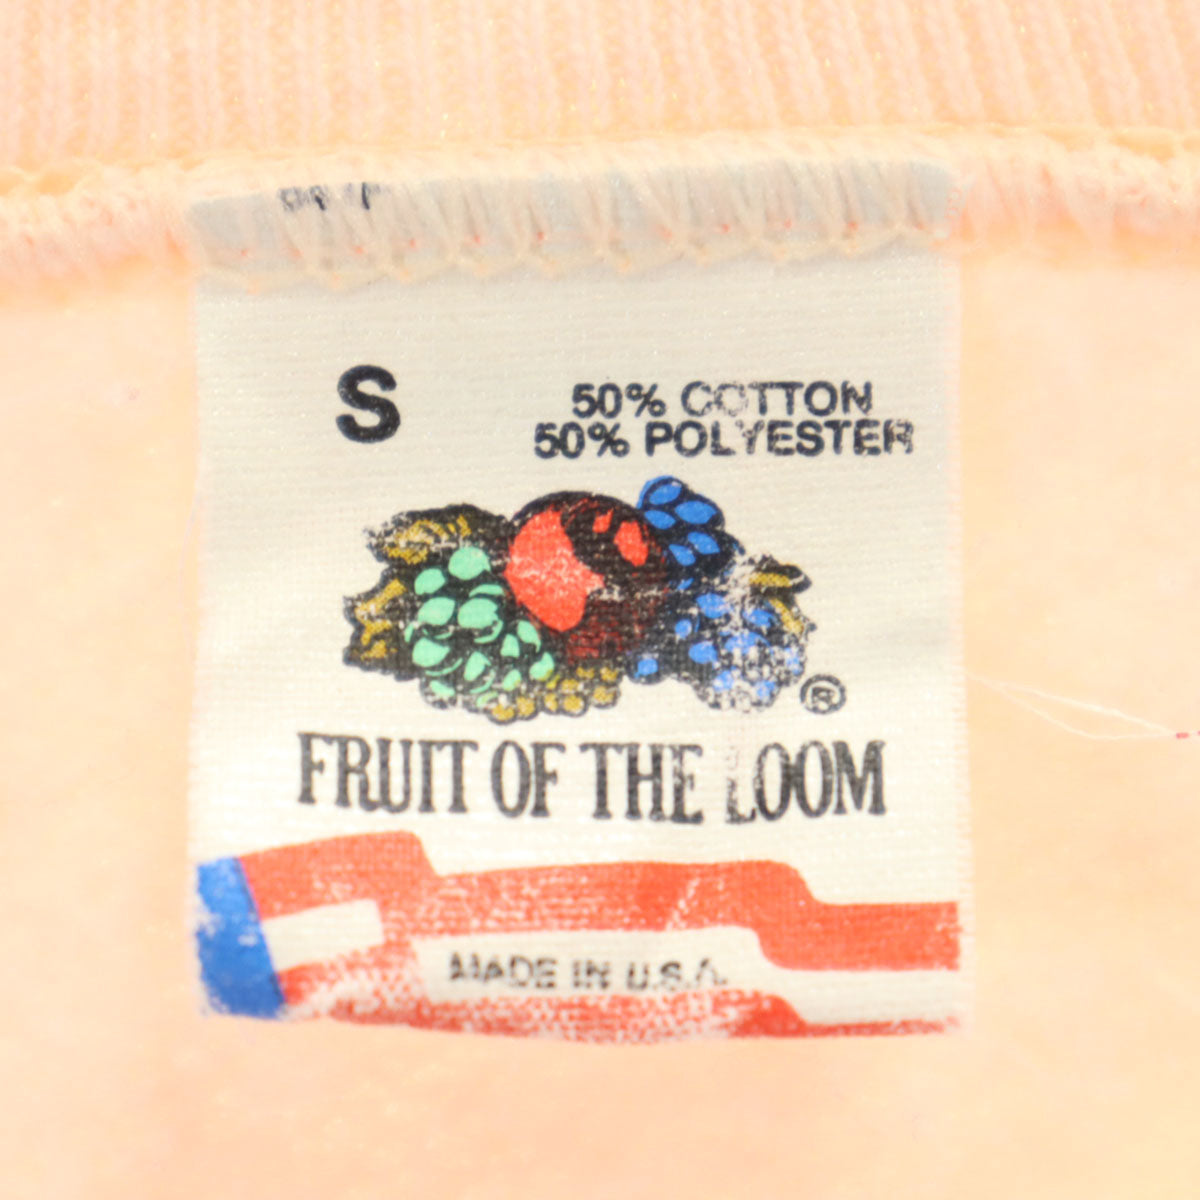 S
50% COTTON
50% POLYESTER
®
FRUIT OF THE LOOM
MADE IN U.S.A.